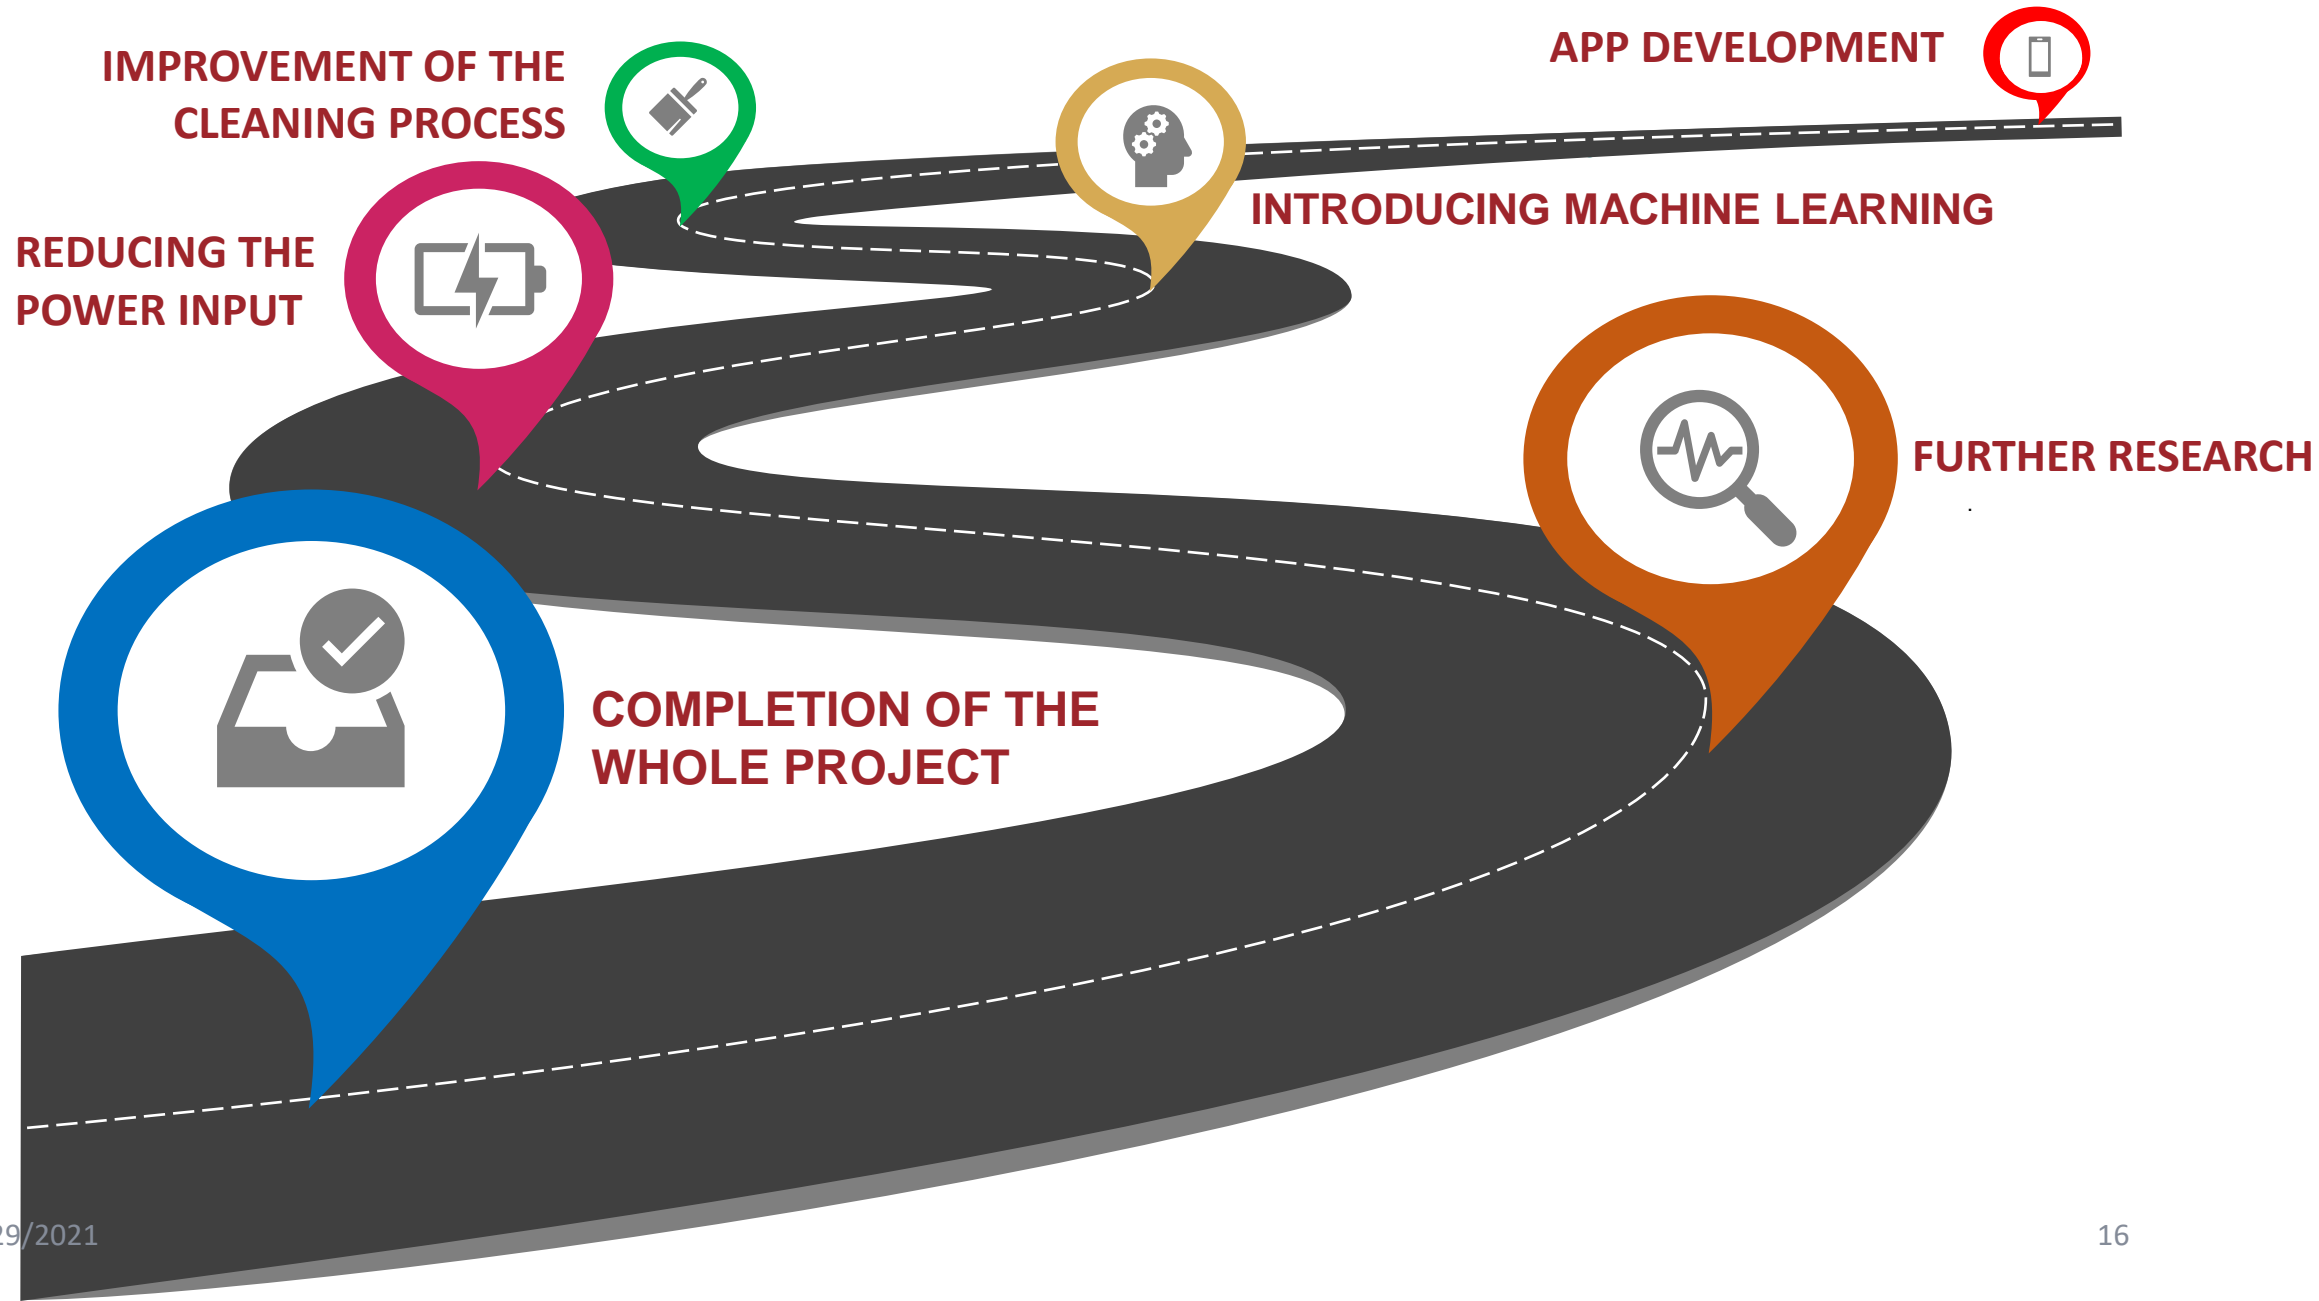 IMPROVEMENT OF THE
CLEANING PROCESS
APP DEVELOPMENT
INTRODUCING MACHINE LEARNING
REDUCING THE
POWER INPUT
FURTHER RESEARCH
.
COMPLETION OF THE
WHOLE PROJECT
29/2021
16